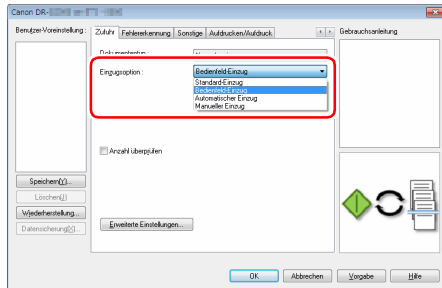 Canon DR-
Benutzer-Voreinstellung :
Zufuhr
Fehlererkennung
Sonstige
Aufdrucken/Aufdruck
Gebrauchsanleitung
Dokumententyp :
Einzugsoption :
Bedienfeld-Einzug
Standard-Einzug
Bedienfeld-Einzug
Automatischer Einzug
Manueller Einzug
Anzahl überprüfen
Speichern(Y)...
Löschen(J)
Wiederherstellung...
Datensicherung(X)...
Erweiterte Einstellungen...
OK
Abbrechen
Vorgabe
Hilfe